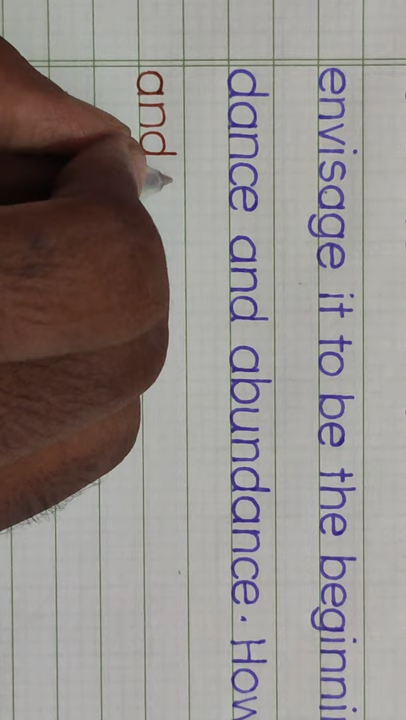 envisage it to be the beginni
dance and abundance. How
and